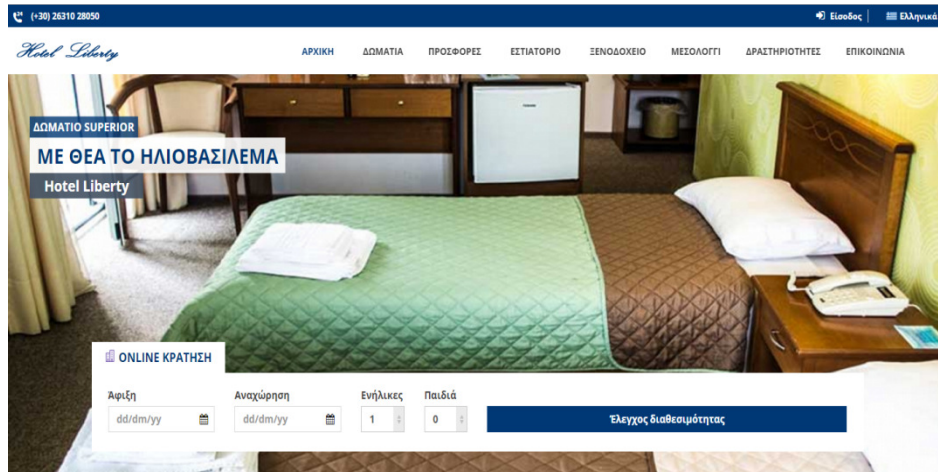 (+30) 26310 28050
Είσοδος
Ελληνικά
Hotel Liberty
ΑΡΧΙΚΗ ΔΩΜΑΤΙΑ ΠΡΟΣΦΟΡΕΣ ΕΣΤΙΑΤΟΡΙΟ ΞΕΝΟΔΟΧΕΙΟ ΜΕΣΟΛΟΓΓΙ ΔΡΑΣΤΗΡΙΟΤΗΤΕΣ ΕΠΙΚΟΙΝΩΝΙΑ
ΔΩΜΑΤΙΟ SUPERIOR
ΜΕ ΘΕΑ ΤΟ ΗΛΙΟΒΑΣΙΛΕΜΑ
Hotel Liberty
ONLINE ΚΡΑΤΗΣΗ
Άφιξη Αναχώρηση Ενήλικες Παιδιά
dd/dm/yy dd/dm/yy 1 0 Έλεγχος διαθεσιμότητας